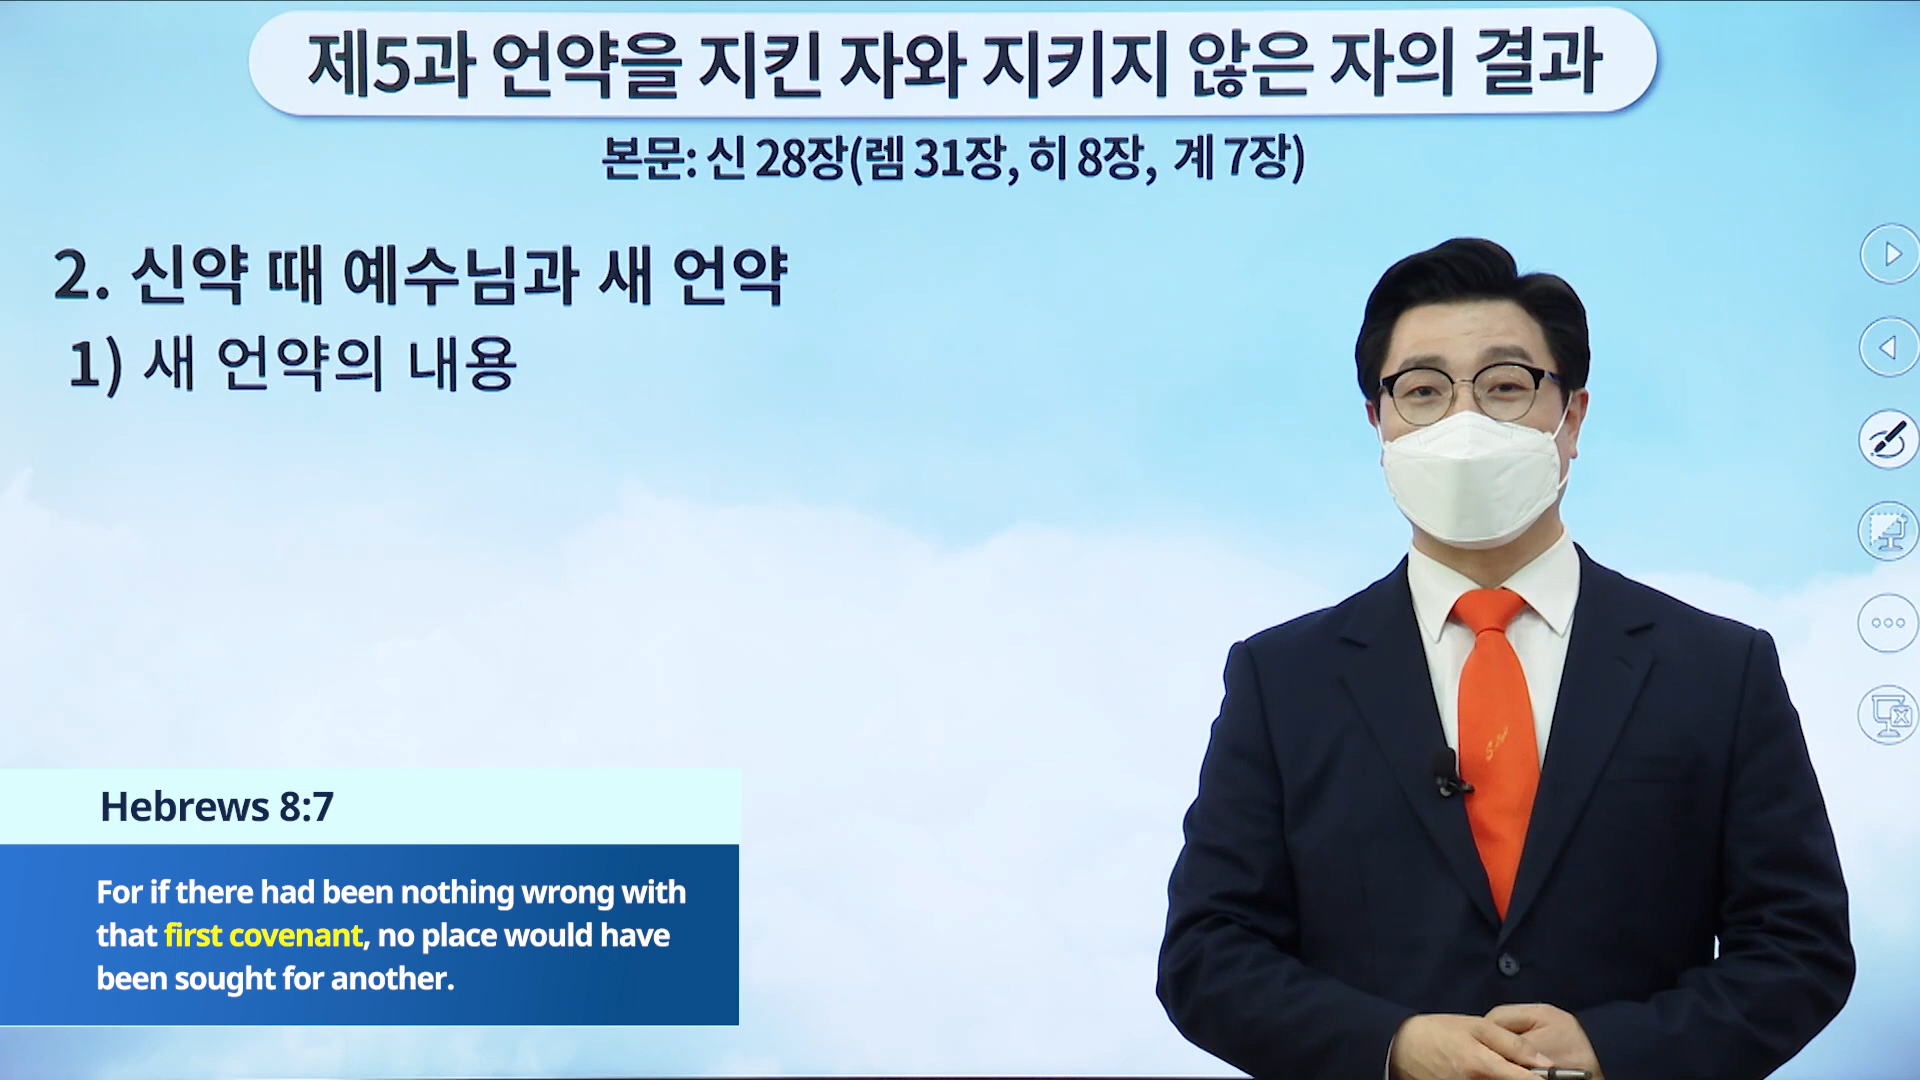 제5과 언약을 지킨 자와 지키지 않은 자의 결과
본문: 신 28장(렘 31장, 히 8장, 계 7장)
2. 신약 때 예수님과 새 언약
1) 새 언약의 내용
Hebrews 8:7
For if there had been nothing wrong with
that first covenant, no place would have
been sought for another.